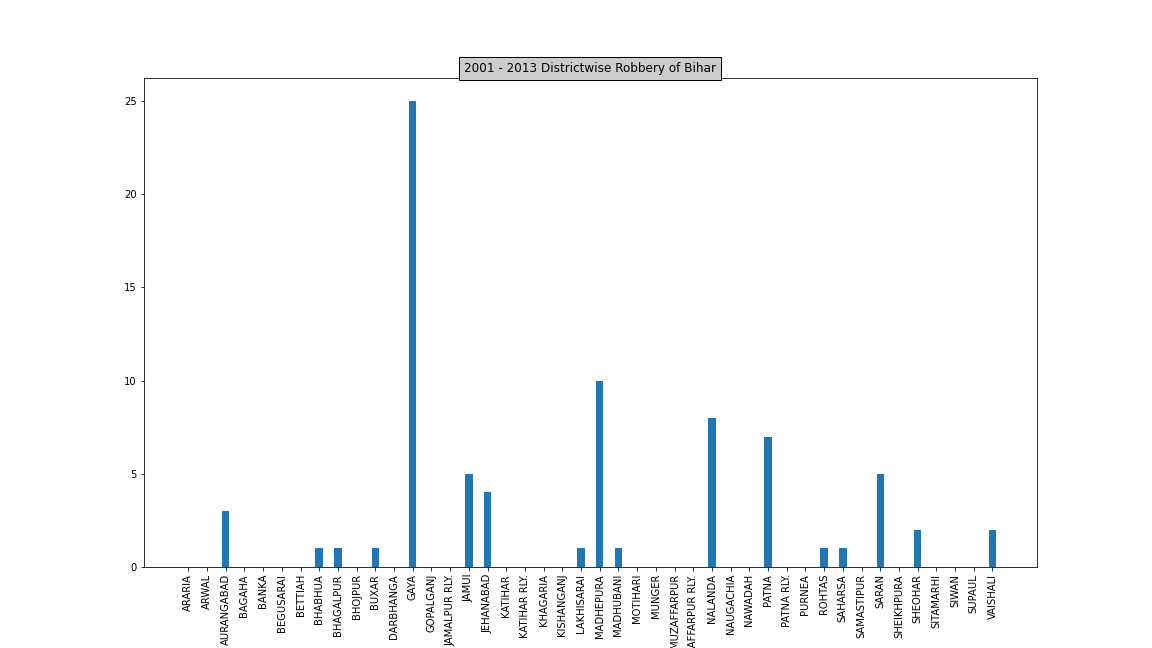 2001 - 2013 Districtwise Robbery of Bihar
25
20
15
10
5
0
ARARIA
ARWAL
AURANGABAD
BAGAHA
BANKA
BEGUSARAI
BETTIAH
BHABHUA
BHAGALPUR
BHOJPUR
BUXAR
DARBHANGA
GAYA
GOPALGANJ
JAMALPUR RLY.
JAMUI
JEHANABAD
KATIHAR
KATIHAR RLY.
KHAGARIA
KISHANGANJ
LAKHISARAI
MADHEPURA
MADHUBANI
MOTIHARI
MUNGER
MUZAFFARPUR
AFFARPUR RLY.
NALANDA
NAUGACHIA
NAWADAH
PATNA
PATNA RLY.
PURNEA
ROHTAS
SAHARSA
SAMASTIPUR
SARAN
SHEIKHPURA
SHEOHAR
SITAMARHI
SIWAN
SUPAUL
VAISHALI